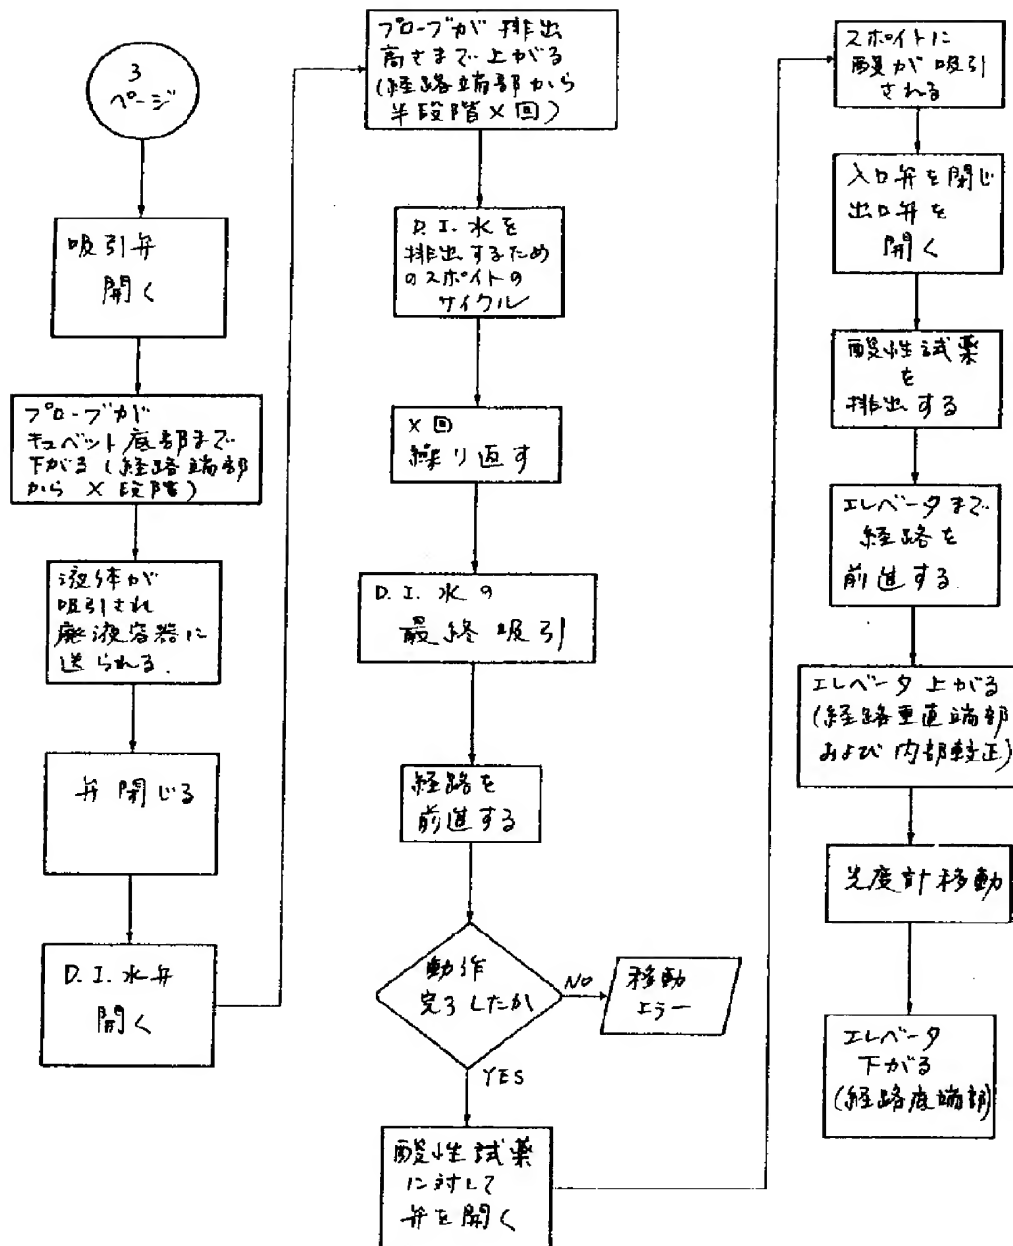 3
ページ
吸引弁
開く
プローブが
キュベット底部まで
下がる(経路端部
から X段階)
液体が
吸引され
廃液容器に
送られる.
弁閉じる
D.I.水弁
開く
プローブが排出
高さまで上がる
(経路端部から
半段階X回)
D.I.水を
排出するため
のスポイトの
サイクル
X回
繰り返す
D.I.水の
最終吸引
経路を
前進する
動作
完了したか
NO
移動
エラー
YES
酸性試薬
に対して
弁を開く
スポイトに
酸が吸引
される
入口弁を閉じ
出口弁を
開く
酸性試薬
を
排出する
エレベータまで
経路を
前進する
エレベータ上がる
(経路垂直端部
および内部較正)
光度計移動
エレベータ
下がる
(経路底端部)